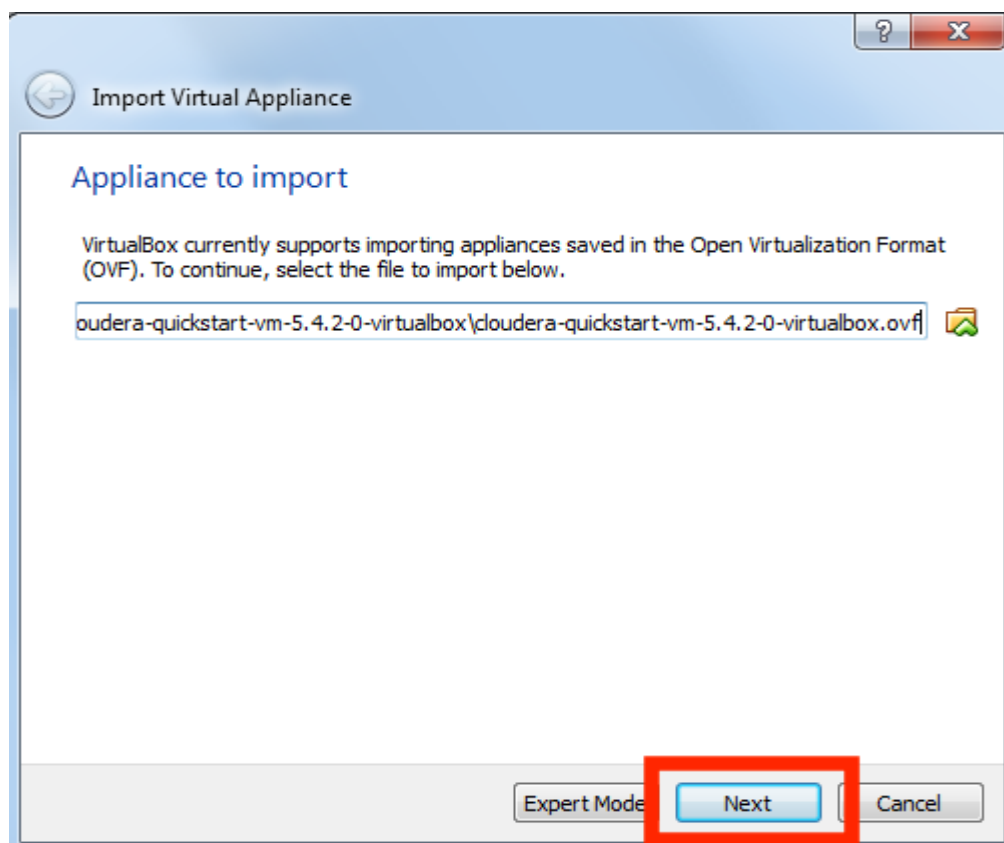 ?
x
Import Virtual Appliance
Appliance to import
VirtualBox currently supports importing appliances saved in the Open Virtualization Format
(OVF). To continue, select the file to import below.
oudera-quickstart-vm-5.4.2-0-virtualbox\cloudera-quickstart-vm-5.4.2-0-virtualbox.ovf
Expert Mode Next Cancel